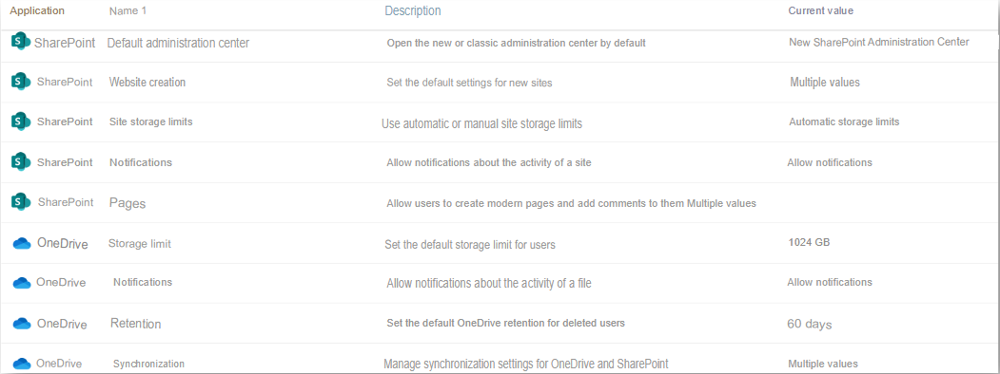 Application Name 1 Description Current value
SharePoint Default administration center Open the new or classic administration center by default New SharePoint Administration Center
SharePoint Website creation Set the default settings for new sites Multiple values
SharePoint Site storage limits Use automatic or manual site storage limits Automatic storage limits
SharePoint Notifications Allow notifications about the activity of a site Allow notifications
SharePoint Pages Allow users to create modern pages and add comments to them Multiple values
OneDrive Storage limit Set the default storage limit for users 1024 GB
OneDrive Notifications Allow notifications about the activity of a file Allow notifications
OneDrive Retention Set the default OneDrive retention for deleted users 60 days
OneDrive Synchronization Manage synchronization settings for OneDrive and SharePoint Multiple values